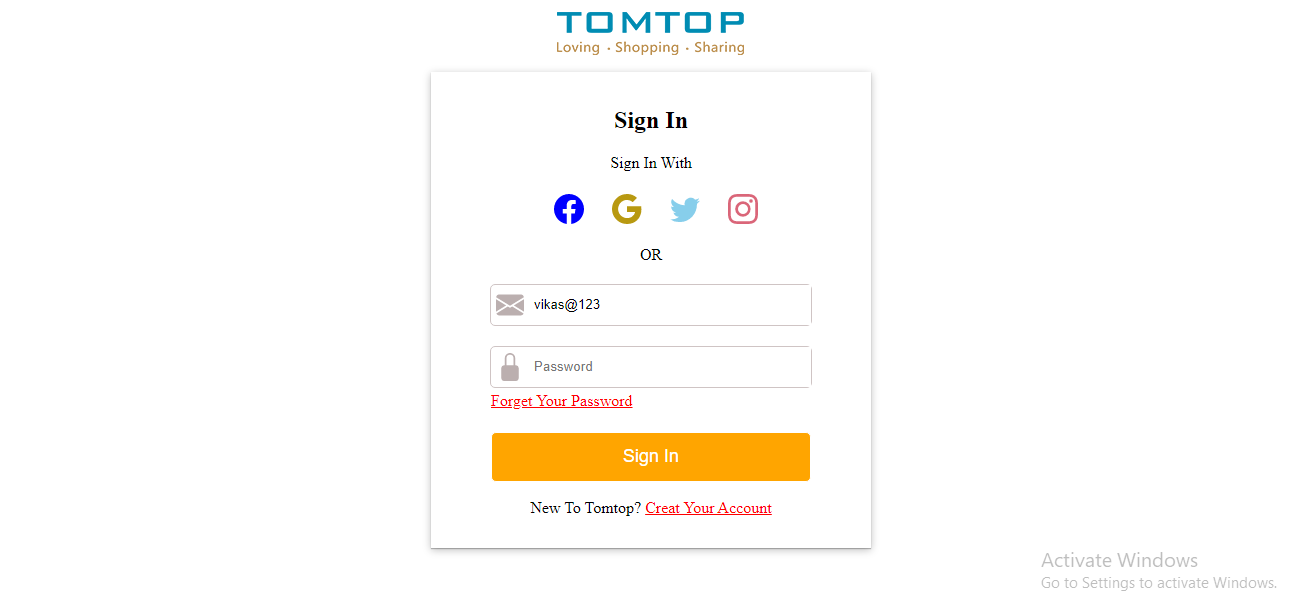 TOMTOP
Loving · Shopping · Sharing
Sign In
Sign In With
OR
vikas@123
Password
Forget Your Password
Sign In
New To Tomtop? Creat Your Account
Activate Windows
Go to Settings to activate Windows.